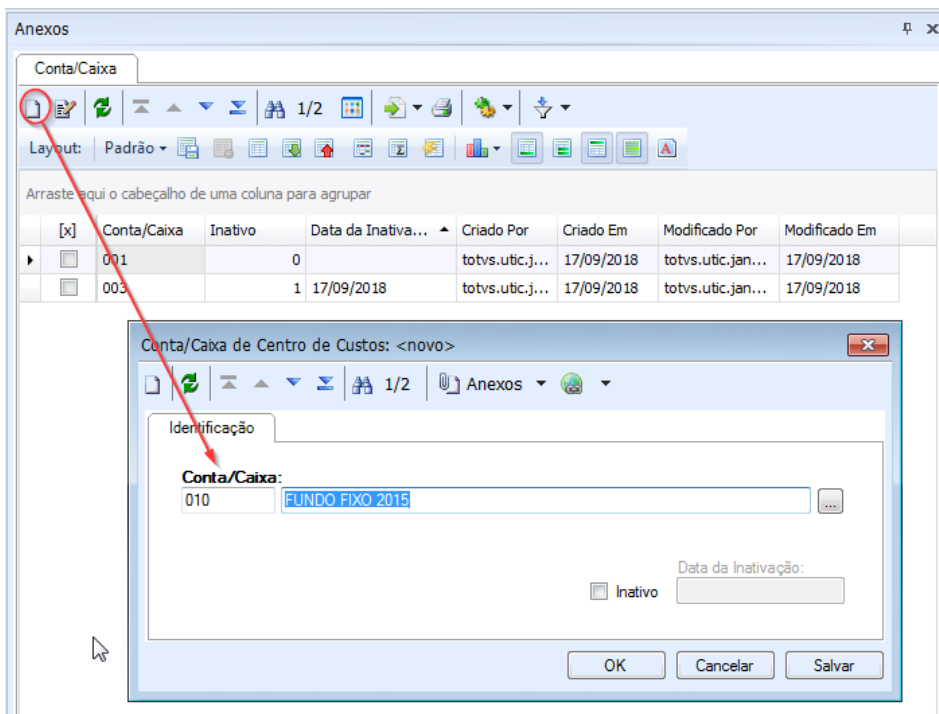 Anexos
Conta/Caixa
1/2
Layout: Padrão
Arraste aqui o cabeçalho de uma coluna para agrupar
[x] Conta/Caixa Inativo Data da Inativa... Criado Por Criado Em Modificado Por Modificado Em
001 0 totvs.utic.j... 17/09/2018 totvs.utic.jan... 17/09/2018
003 1 17/09/2018 totvs.utic.j... 17/09/2018 totvs.utic.jan... 17/09/2018
Conta/Caixa de Centro de Custos: <novo>
1/2 Anexos
Identificação
Conta/Caixa:
010 FUNDO FIXO 2015 ...
Data da Inativação:
Inativo
OK Cancelar Salvar